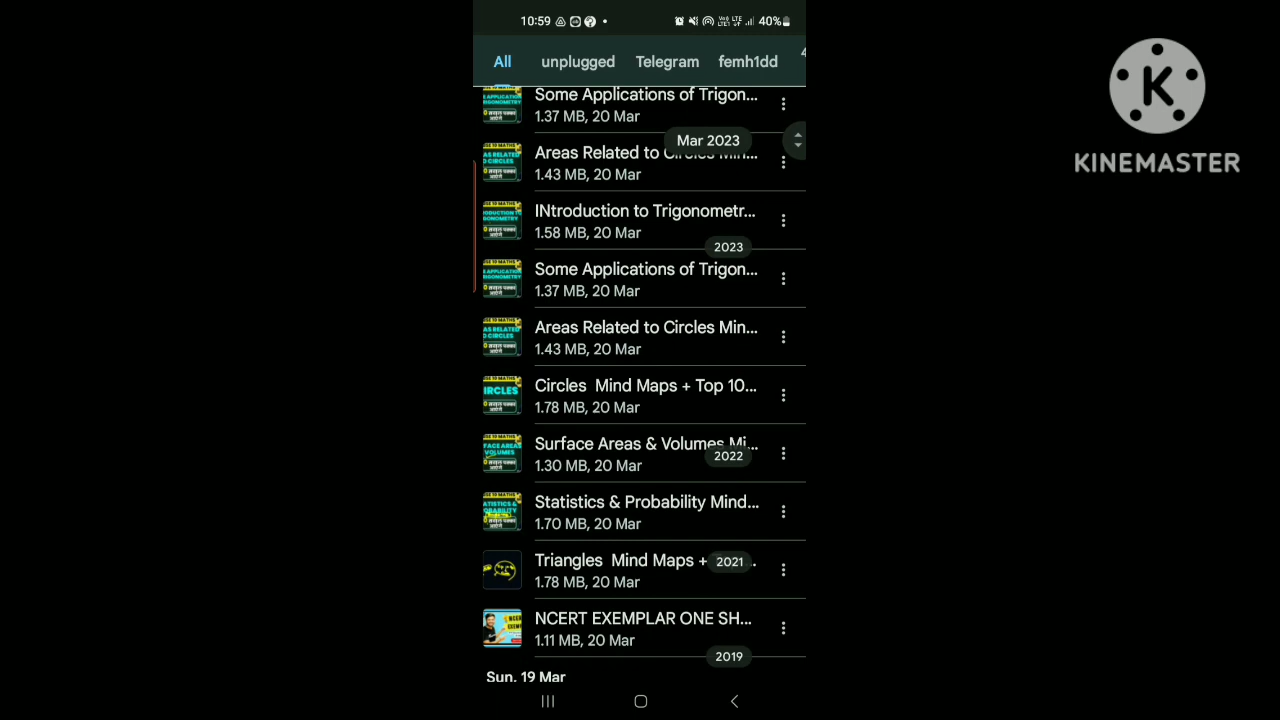 10:59
LTE
40%
All
unplugged
Telegram
femh1dd
Some Applications of Trigon...
1.37 MB, 20 Mar
Mar 2023
Areas Related to Circles Min...
1.43 MB, 20 Mar
INtroduction to Trigonometr...
1.58 MB, 20 Mar
2023
Some Applications of Trigon...
1.37 MB, 20 Mar
Areas Related to Circles Min...
1.43 MB, 20 Mar
Circles Mind Maps + Top 10...
1.78 MB, 20 Mar
CIRCLES
Surface Areas & Volumes Mi...
2022
1.30 MB, 20 Mar
Statistics & Probability Mind...
1.70 MB, 20 Mar
Triangles Mind Maps +
2021
1.78 MB, 20 Mar
NCERT EXEMPLAR ONE SH...
1.11 MB, 20 Mar
2019
Sun, 19 Mar
K
KINEMASTER